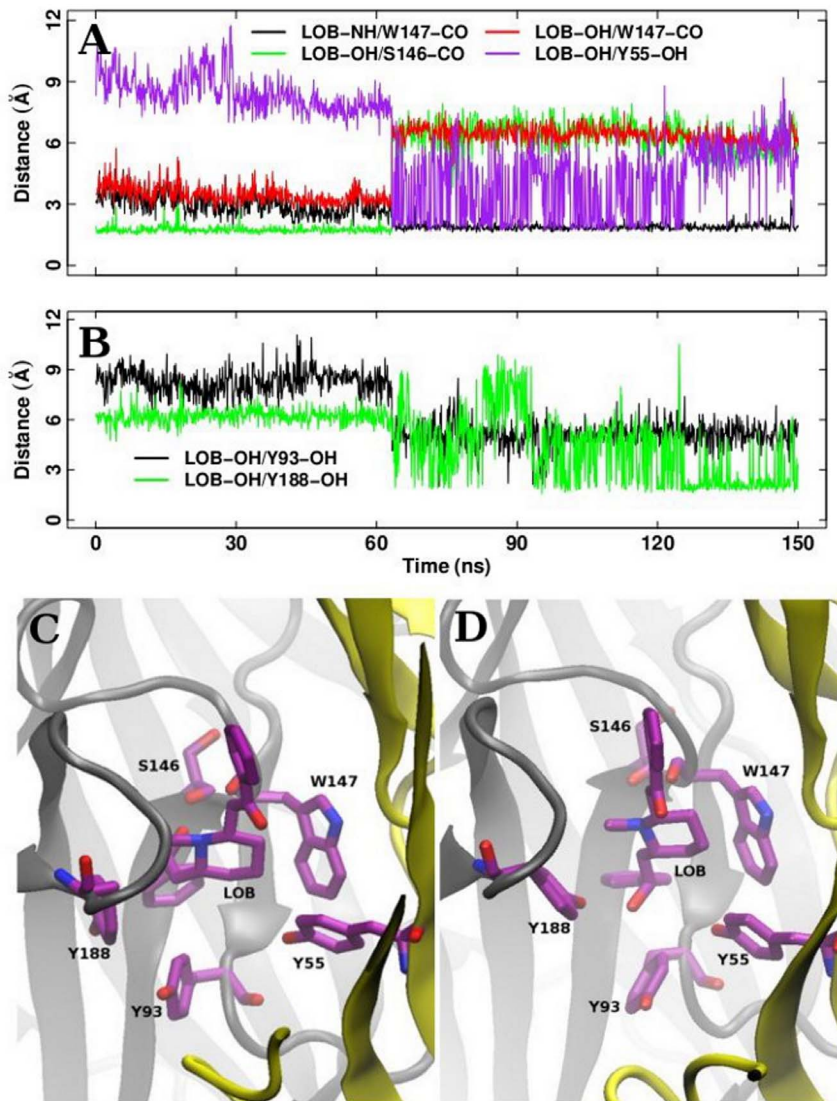 A
LOB-NH/W147-CO LOB-OH/W147-CO
LOB-OH/S146-CO LOB-OH/Y55-OH
Distance (Å)
12
9
6
3
0
B
Distance (Å)
12
9
6
3
0
LOB-OH/Y93-OH
LOB-OH/Y188-OH
0 30 60 90 120 150
Time (ns)
C
S146
W147
LOB
Y188
Y55
Y93
D
S146
W147
LOB
Y188
Y55
Y93